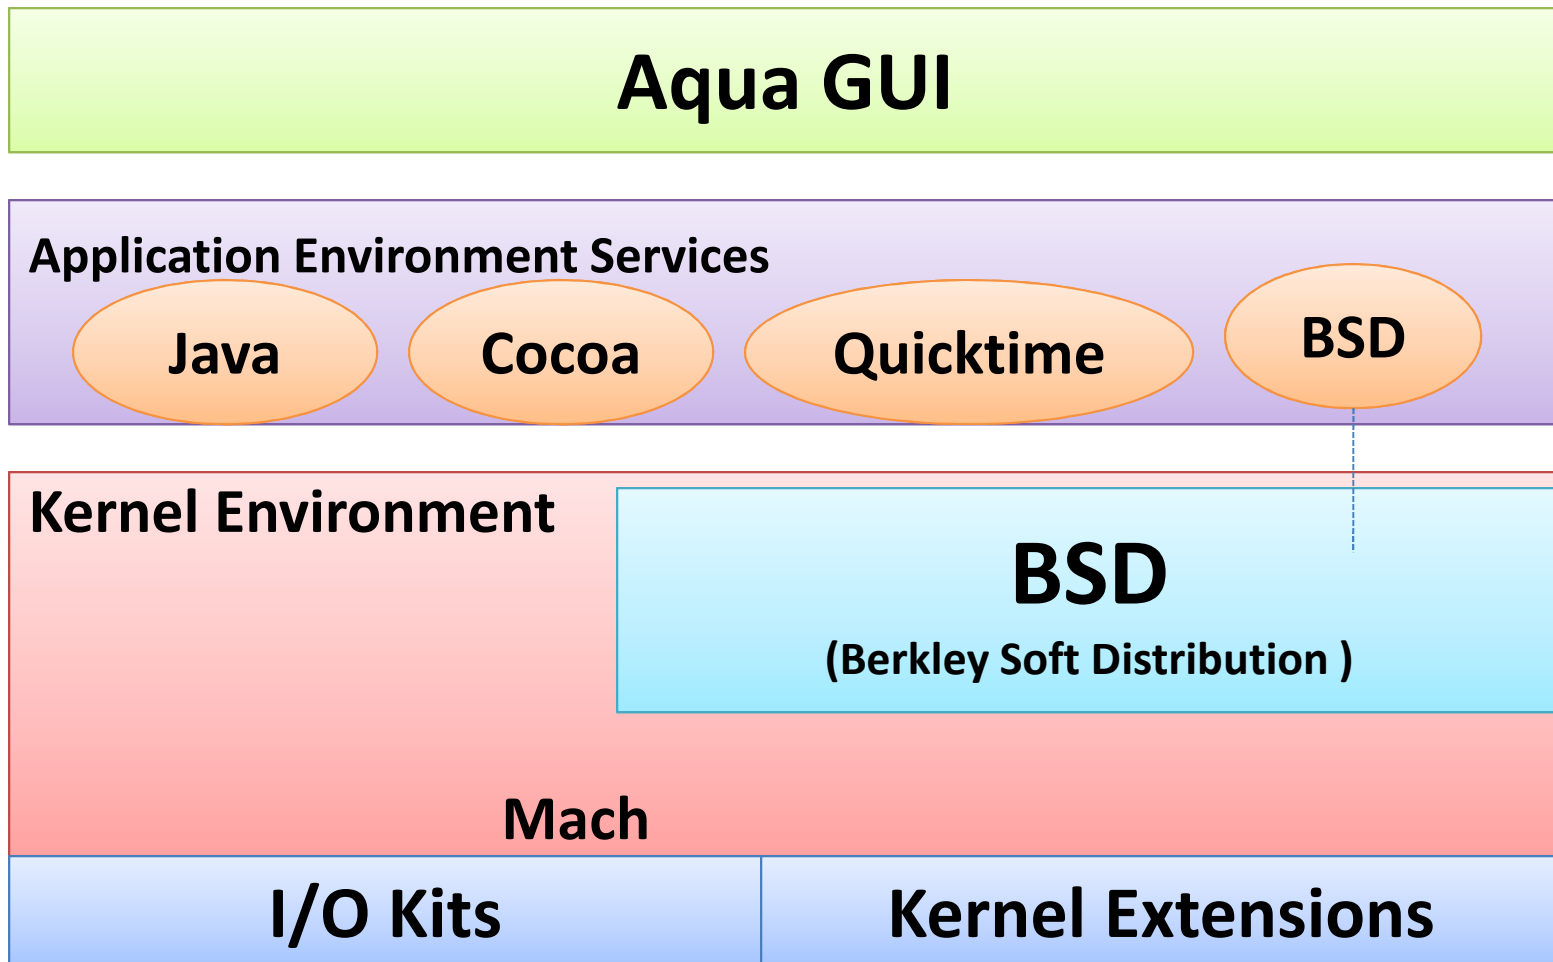 Aqua GUI
Application Environment Services
Java
Cocoa
Quicktime
BSD
Kernel Environment
BSD
(Berkley Soft Distribution )
Mach
I/O Kits
Kernel Extensions